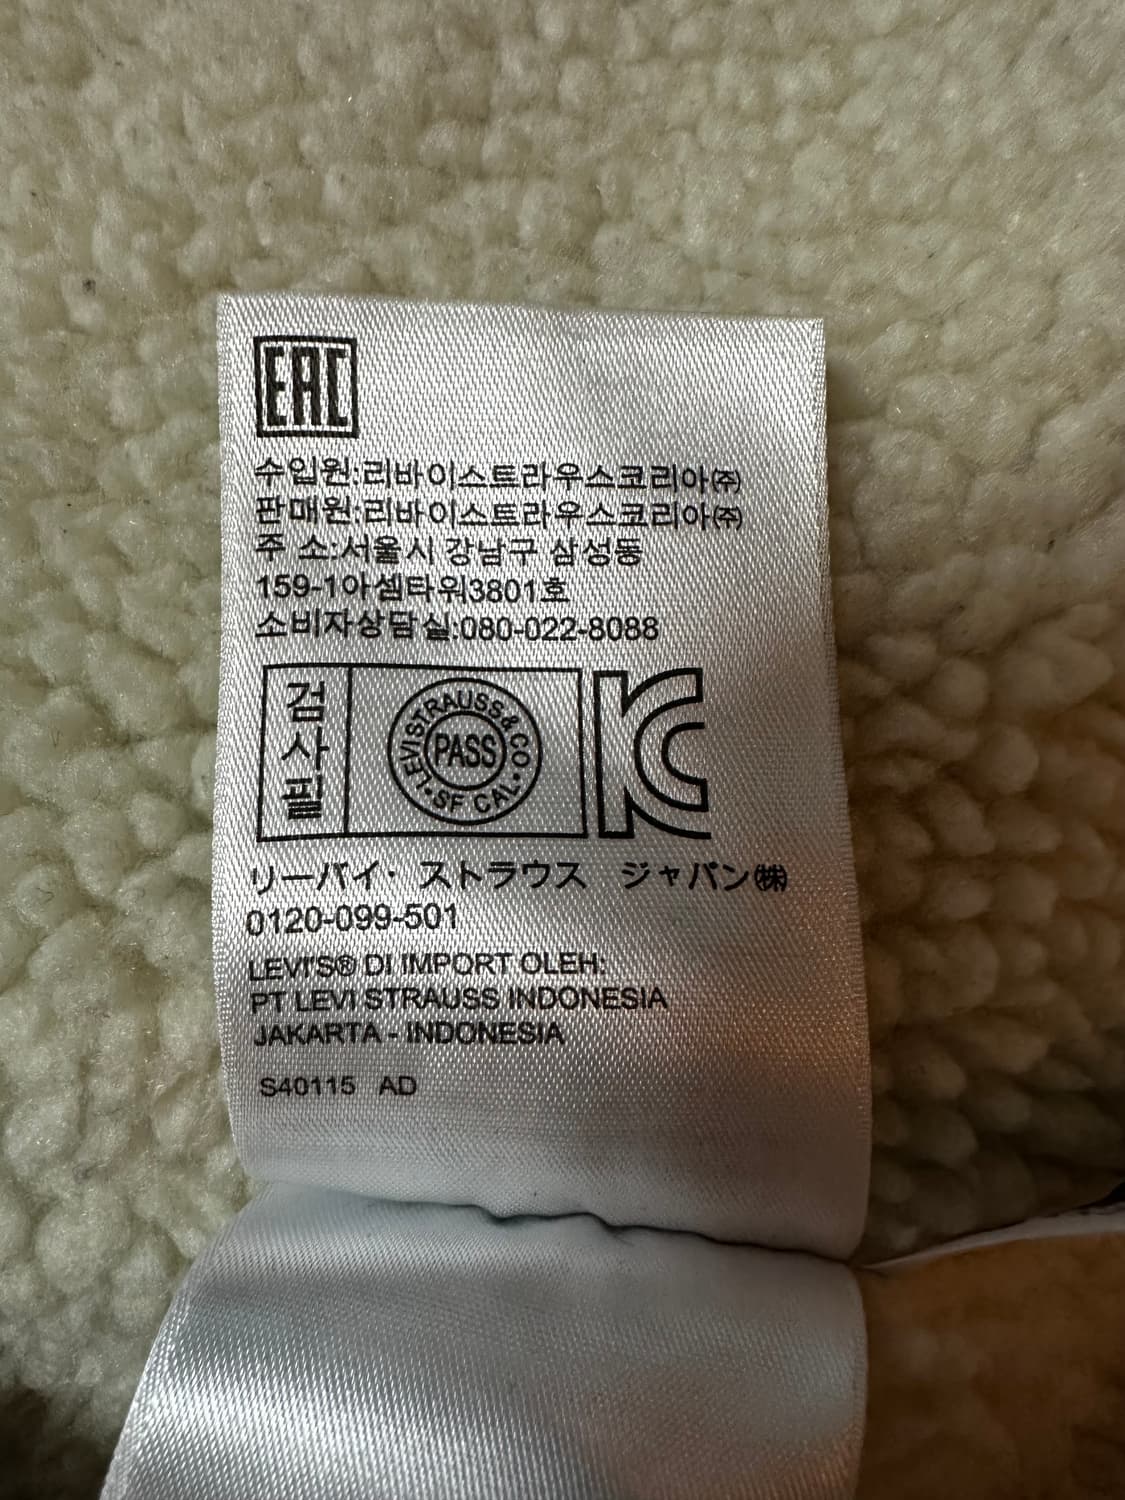 EAC
수입원:리바이스트라우스코리아㈜
판매원:리바이스트라우스코리아㈜
주 소:서울시 강남구 삼성동
159-1아셈타워3801호
소비자상담실:080-022-8088
검사필
LEVI STRAUSS & CO • SF CAL •
PASS
KC
リーバイ・ ストラウス ジャパン㈱
0120-099-501
LEVI'S® DI IMPORT OLEH:
PT LEVI STRAUSS INDONESIA
JAKARTA - INDONESIA
S40115 AD